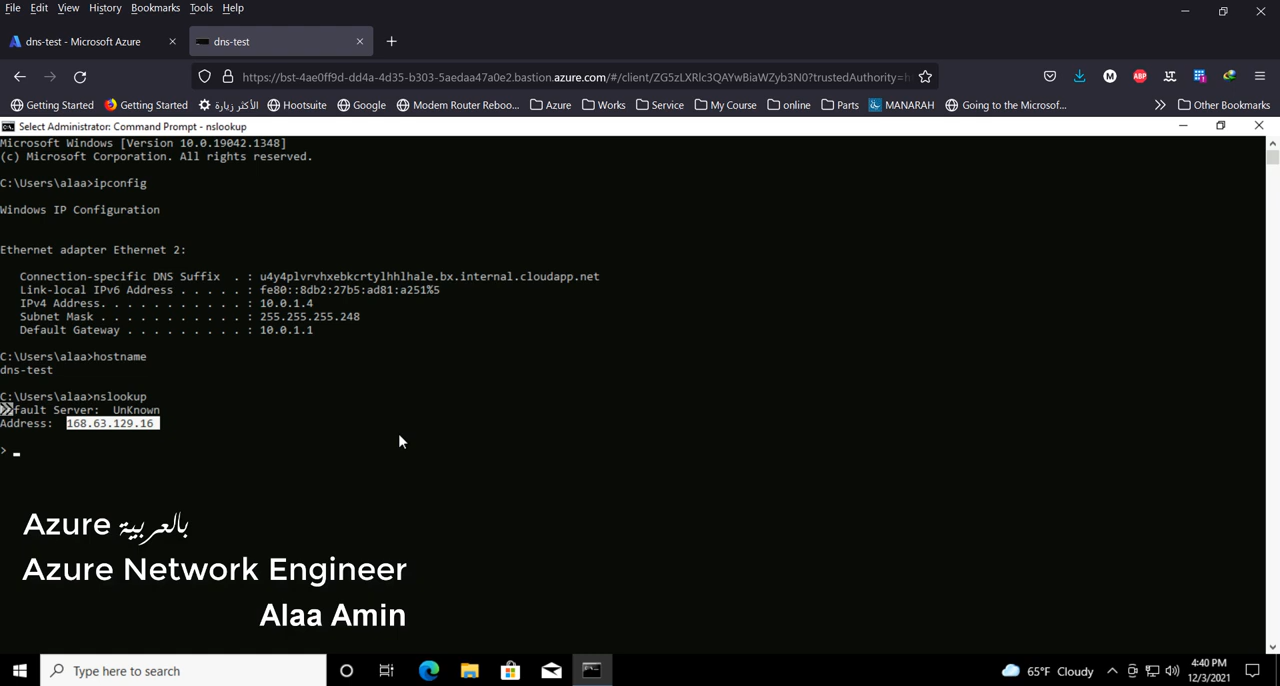 File Edit View History Bookmarks Tools Help
dns-test - Microsoft Azure
dns-test
https://bst-4ae0ff9d-dd4a-4d35-b303-5aedaa47a0e2.bastion.azure.com/#/client/ZG5zLXRlc3QAYwBiaWZyb3N0?trustedAuthority=h
Getting Started Getting Started الأكثر زيارة Hootsuite Google Modem Router Reboo... Azure Works Service My Course online Parts MANARAH Going to the Microsof... Other Bookmarks
Select Administrator: Command Prompt - nslookup
Microsoft Windows [Version 10.0.19042.1348]
(c) Microsoft Corporation. All rights reserved.
C:\Users\alaa>ipconfig
Windows IP Configuration
Ethernet adapter Ethernet 2:
Connection-specific DNS Suffix . : u4y4plvrvhxebkcrtylhhlhale.bx.internal.cloudapp.net
Link-local IPv6 Address . . . . . : fe80::8db2:27b5:ad81:a251%5
IPv4 Address. . . . . . . . . . . : 10.0.1.4
Subnet Mask . . . . . . . . . . . : 255.255.255.248
Default Gateway . . . . . . . . . : 10.0.1.1
C:\Users\alaa>hostname
dns-test
C:\Users\alaa>nslookup
fault Server: UnKnown
Address: 168.63.129.16
>
Azure بالعربية
Azure Network Engineer
Alaa Amin
Type here to search
65°F Cloudy
4:40 PM
12/3/2021